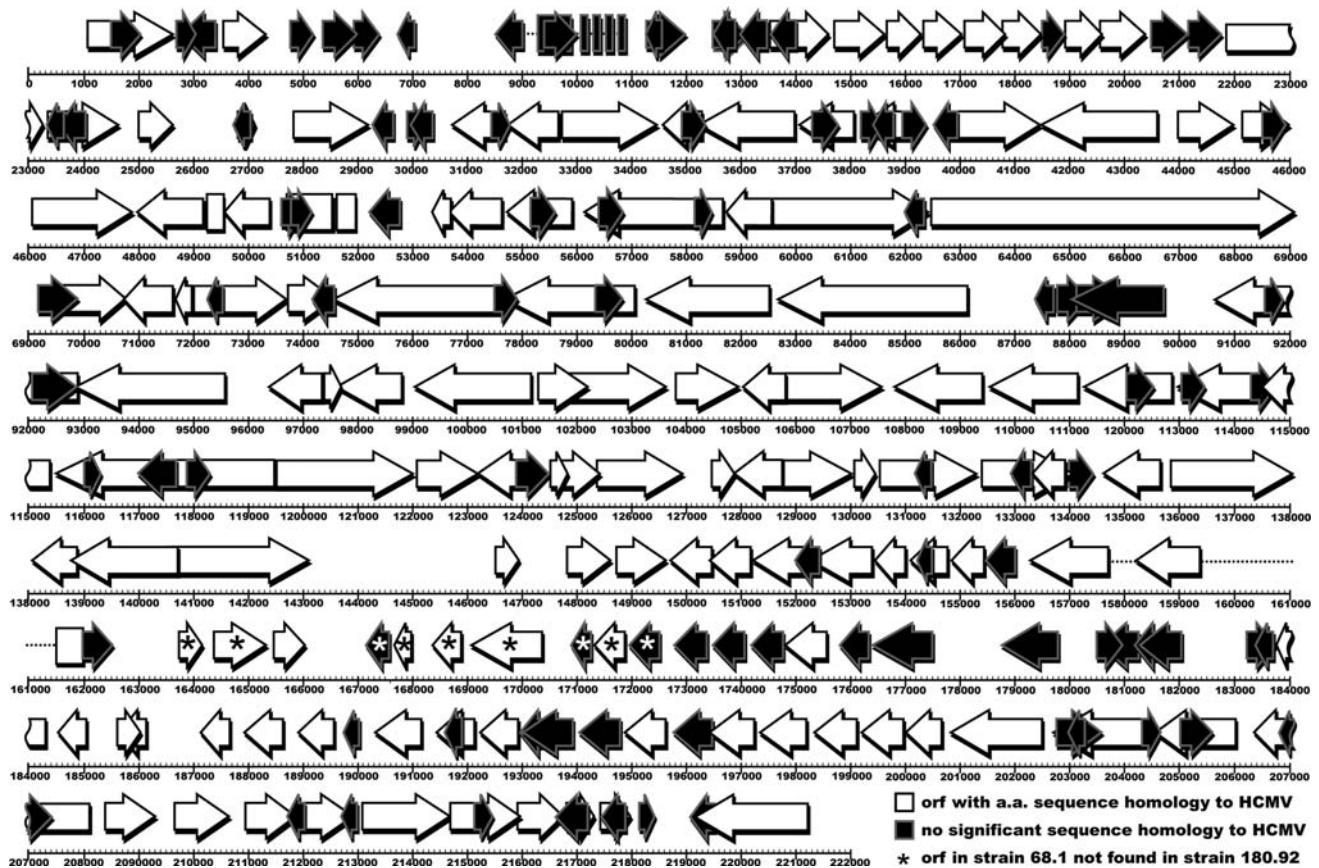 0 1000 2000 3000 4000 5000 6000 7000 8000 9000 10000 11000 12000 13000 14000 15000 16000 17000 18000 19000 20000 21000 22000 23000
23000 24000 25000 26000 27000 28000 29000 30000 31000 32000 33000 34000 35000 36000 37000 38000 39000 40000 41000 42000 43000 44000 45000 46000
46000 47000 48000 49000 50000 51000 52000 53000 54000 55000 56000 57000 58000 59000 60000 61000 62000 63000 64000 65000 66000 67000 68000 69000
69000 70000 71000 72000 73000 74000 75000 76000 77000 78000 79000 80000 81000 82000 83000 84000 85000 86000 87000 88000 89000 90000 91000 92000
92000 93000 94000 95000 96000 97000 98000 99000 100000 101000 102000 103000 104000 105000 106000 107000 108000 109000 110000 111000 112000 113000 114000 115000
115000 116000 117000 118000 119000 120000 121000 122000 123000 124000 125000 126000 127000 128000 129000 130000 131000 132000 133000 134000 135000 136000 137000 138000
138000 139000 140000 141000 142000 143000 144000 145000 146000 147000 148000 149000 150000 151000 152000 153000 154000 155000 156000 157000 158000 159000 160000 161000
* * * * * * * * *
161000 162000 163000 164000 165000 166000 167000 168000 169000 170000 171000 172000 173000 174000 175000 176000 177000 178000 179000 180000 181000 182000 183000 184000
184000 185000 186000 187000 188000 189000 190000 191000 192000 193000 194000 195000 196000 197000 198000 199000 200000 201000 202000 203000 204000 205000 206000 207000
207000 208000 2090000 210000 211000 212000 213000 214000 215000 216000 217000 218000 219000 220000 221000 222000
orf with a.a. sequence homology to HCMV
no significant sequence homology to HCMV
* orf in strain 68.1 not found in strain 180.92